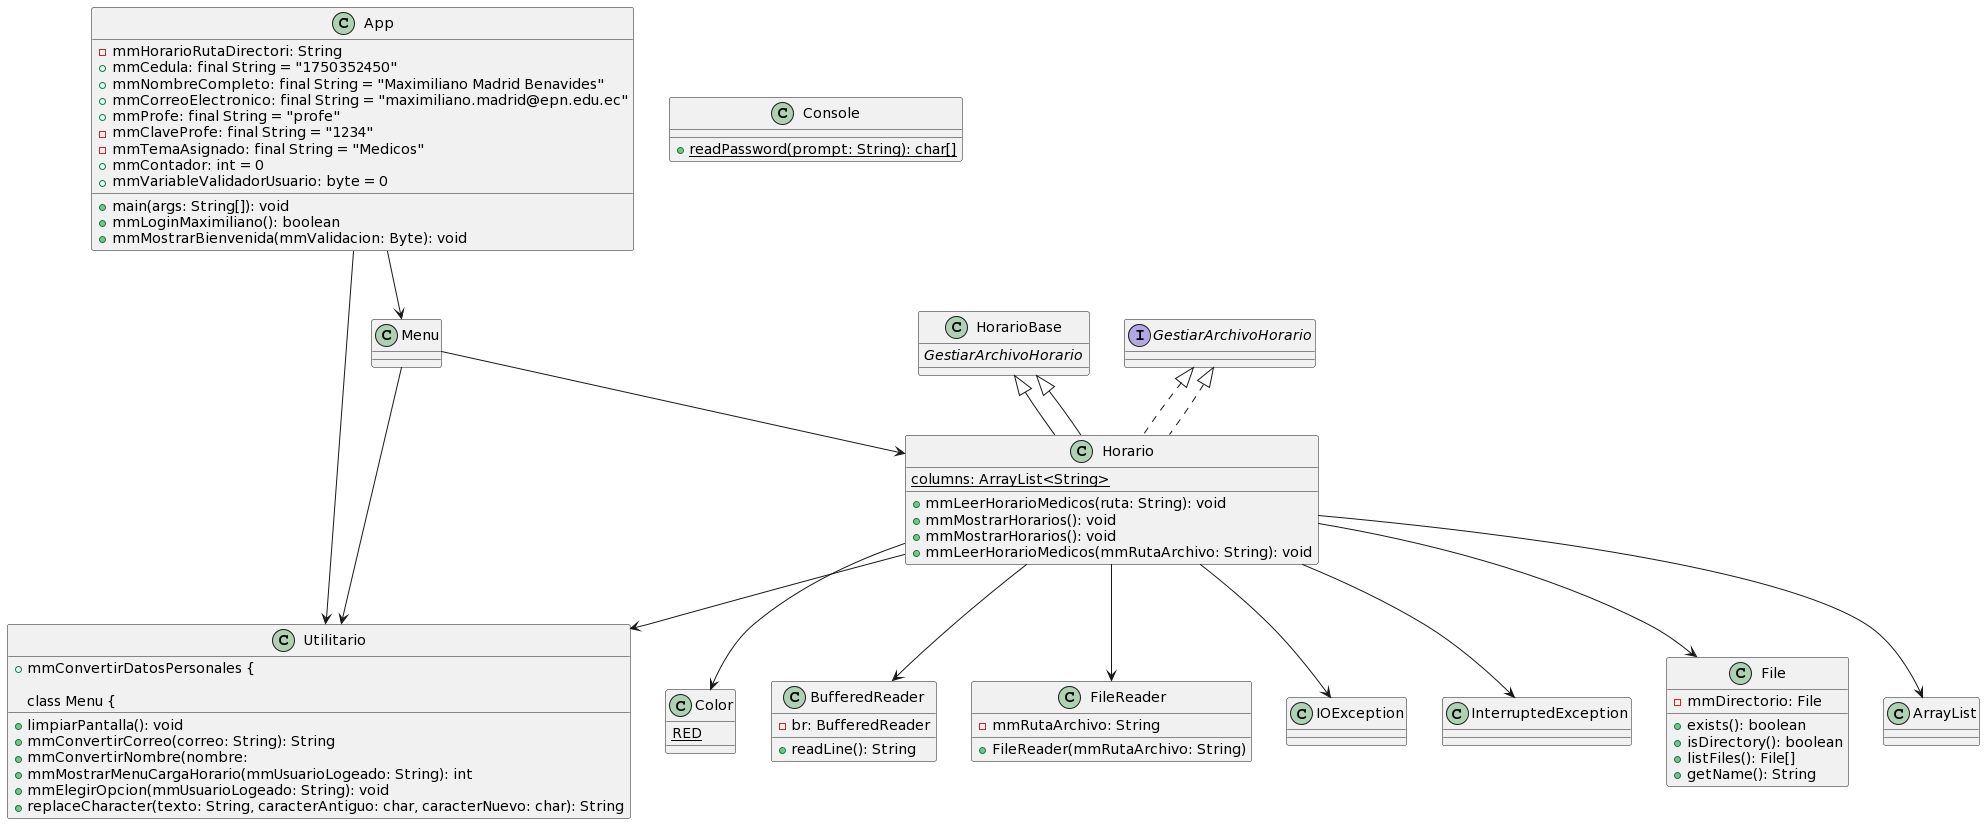 C App
mmHorarioRutaDirectori: String
mmCedula: final String = "1750352450"
mmNombreCompleto: final String = "Maximiliano Madrid Benavides"
mmCorreoElectronico: final String = "maximiliano.madrid@epn.edu.ec"
mmProfe: final String = "profe"
mmClaveProfe: final String = "1234"
mmTemaAsignado: final String = "Medicos"
mmContador: int = 0
mmVariableValidadorUsuario: byte = 0
main(args: String[]): void
mmLoginMaximiliano(): boolean
mmMostrarBienvenida(mmValidacion: Byte): void
C Console
readPassword(prompt: String): char[]
C Menu
C HorarioBase
GestiarArchivoHorario
I GestiarArchivoHorario
C Horario
columns: ArrayList<String>
mmLeerHorarioMedicos(ruta: String): void
mmMostrarHorarios(): void
mmMostrarHorarios(): void
mmLeerHorarioMedicos(mmRutaArchivo: String): void
C Utilitario
mmConvertirDatosPersonales {
class Menu {
limpiarPantalla(): void
mmConvertirCorreo(correo: String): String
mmConvertirNombre(nombre:
mmMostrarMenuCargaHorario(mmUsuarioLogeado: String): int
mmElegirOpcion(mmUsuarioLogeado: String): void
replaceCharacter(texto: String, caracterAntiguo: char, caracterNuevo: char): String
C Color
RED
C BufferedReader
br: BufferedReader
readLine(): String
C FileReader
mmRutaArchivo: String
FileReader(mmRutaArchivo: String)
C IOException
C InterruptedException
C File
mmDirectorio: File
exists(): boolean
isDirectory(): boolean
listFiles(): File[]
getName(): String
C ArrayList